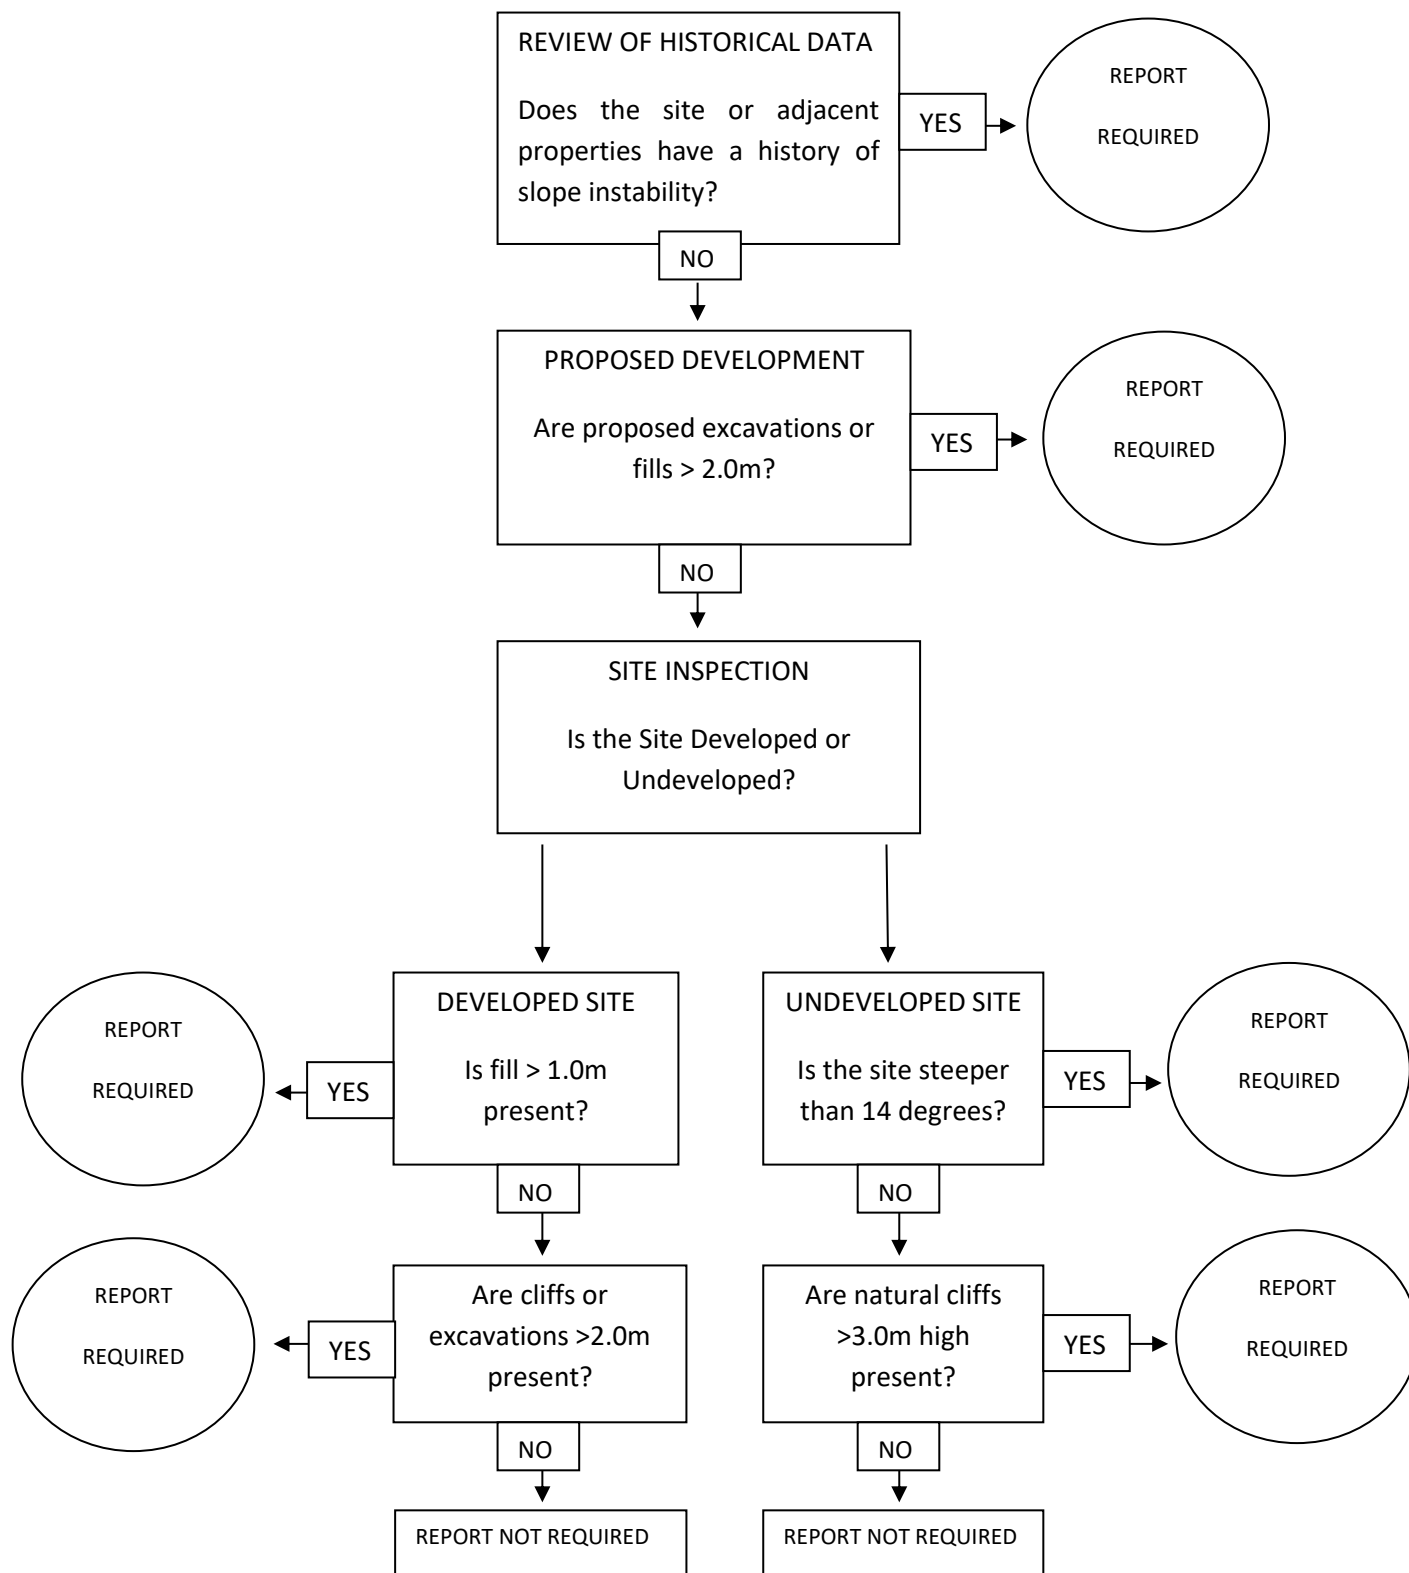 REVIEW OF HISTORICAL DATA
Does the site or adjacent
properties have a history of
slope instability?
YES
REPORT
REQUIRED
NO
PROPOSED DEVELOPMENT
Are proposed excavations or
fills > 2.0m?
YES
REPORT
REQUIRED
NO
SITE INSPECTION
Is the Site Developed or
Undeveloped?
DEVELOPED SITE
Is fill > 1.0m
present?
YES
REPORT
REQUIRED
NO
Are cliffs or
excavations >2.0m
present?
YES
REPORT
REQUIRED
NO
REPORT NOT REQUIRED
UNDEVELOPED SITE
Is the site steeper
than 14 degrees?
YES
REPORT
REQUIRED
NO
Are natural cliffs
>3.0m high
present?
YES
REPORT
REQUIRED
NO
REPORT NOT REQUIRED